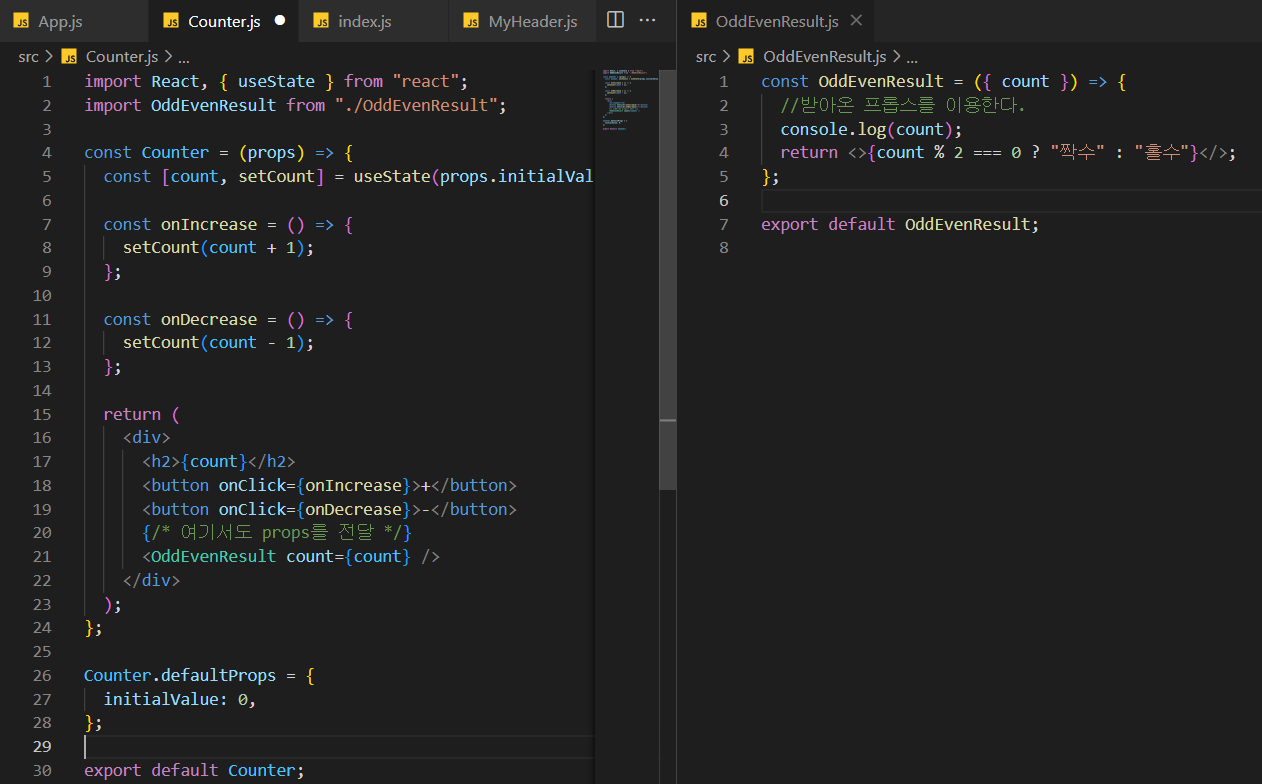 App.js
Counter.js
index.js
MyHeader.js
src > Counter.js > ...
1 import React, { useState } from "react";
2 import OddEvenResult from "./OddEvenResult";
3
4 const Counter = (props) => {
5 const [count, setCount] = useState(props.initialVal
6
7 const onIncrease = () => {
8 setCount(count + 1);
9 };
10
11 const onDecrease = () => {
12 setCount(count - 1);
13 };
14
15 return (
16 <div>
17 <h2>{count}</h2>
18 <button onClick={onIncrease}>+</button>
19 <button onClick={onDecrease}>-</button>
20 {/* 여기서도 props를 전달 */}
21 <OddEvenResult count={count} />
22 </div>
23 );
24 };
25
26 Counter.defaultProps = {
27 initialValue: 0,
28 };
29
30 export default Counter;
OddEvenResult.js
src > OddEvenResult.js > ...
1 const OddEvenResult = ({ count }) => {
2 //받아온 프롭스를 이용한다.
3 console.log(count);
4 return <>{count % 2 === 0 ? "짝수" : "홀수"}</>;
5 };
6
7 export default OddEvenResult;
8